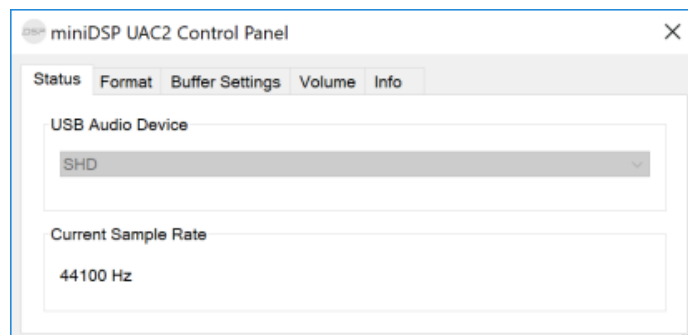 DSP miniDSP UAC2 Control Panel
Status Format Buffer Settings Volume Info
USB Audio Device
SHD
Current Sample Rate
44100 Hz